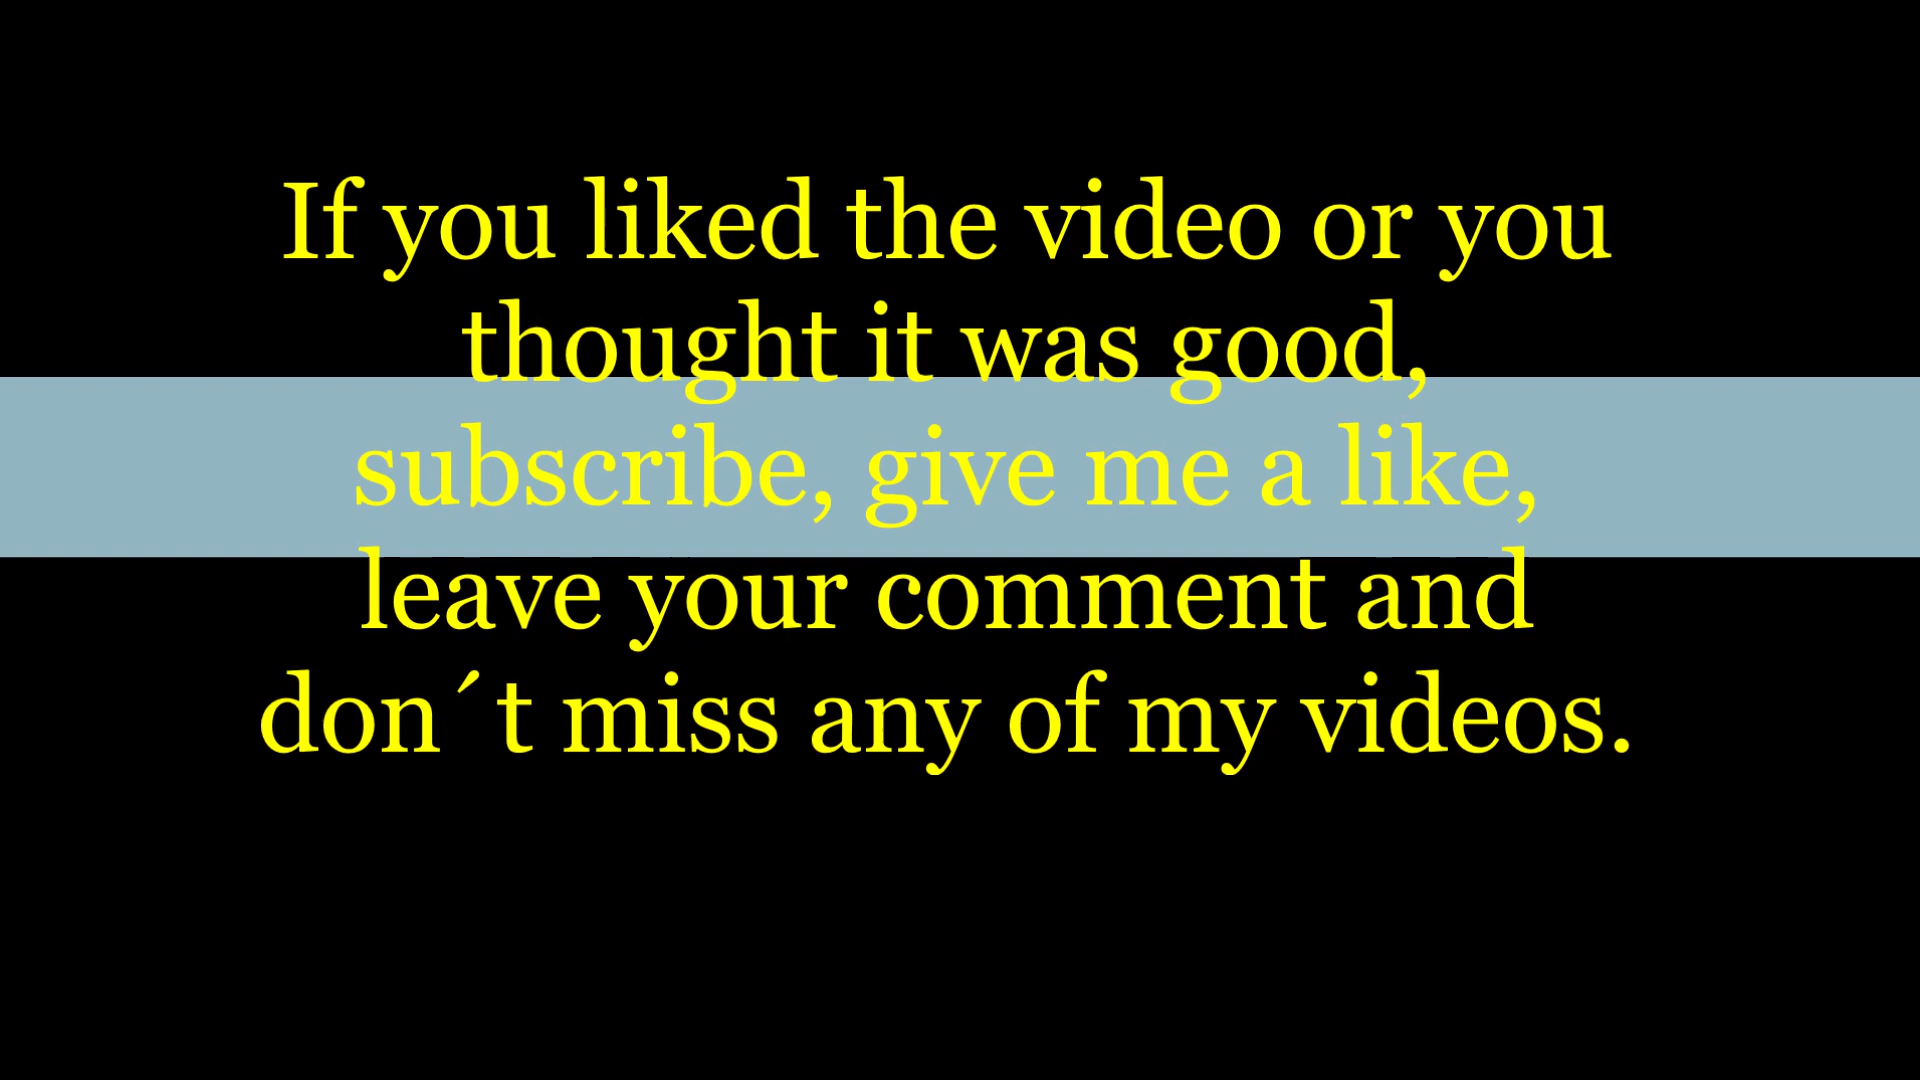 If you liked the video or you
thought it was good,
subscribe, give me a like,
leave your comment and
don´t miss any of my videos.